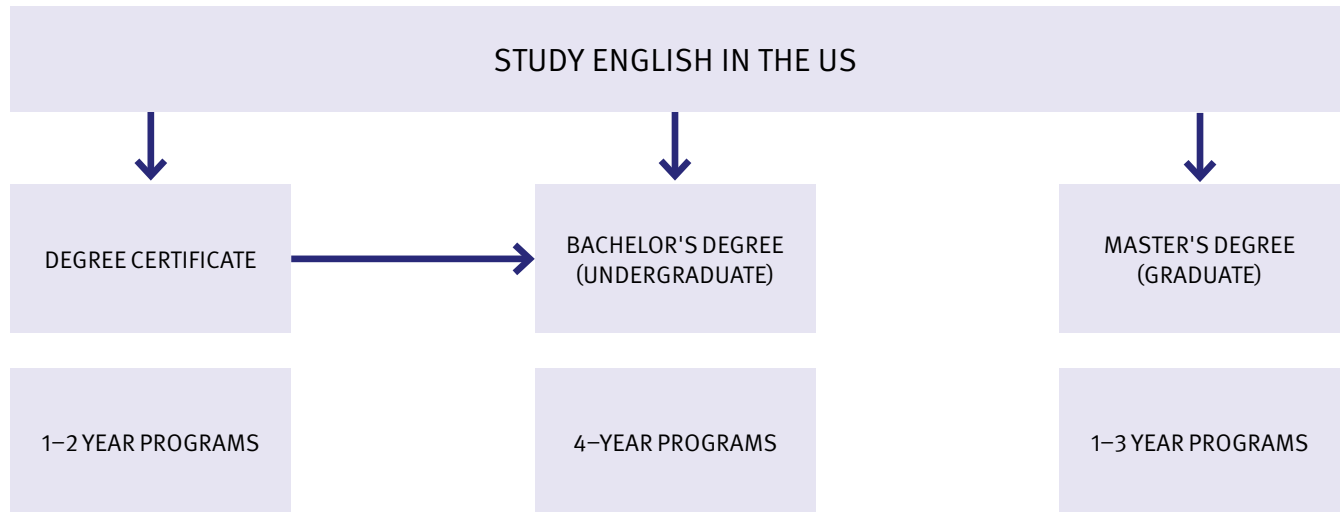 STUDY ENGLISH IN THE US
DEGREE CERTIFICATE
BACHELOR'S DEGREE
(UNDERGRADUATE)
MASTER'S DEGREE
(GRADUATE)
1–2 YEAR PROGRAMS
4–YEAR PROGRAMS
1–3 YEAR PROGRAMS